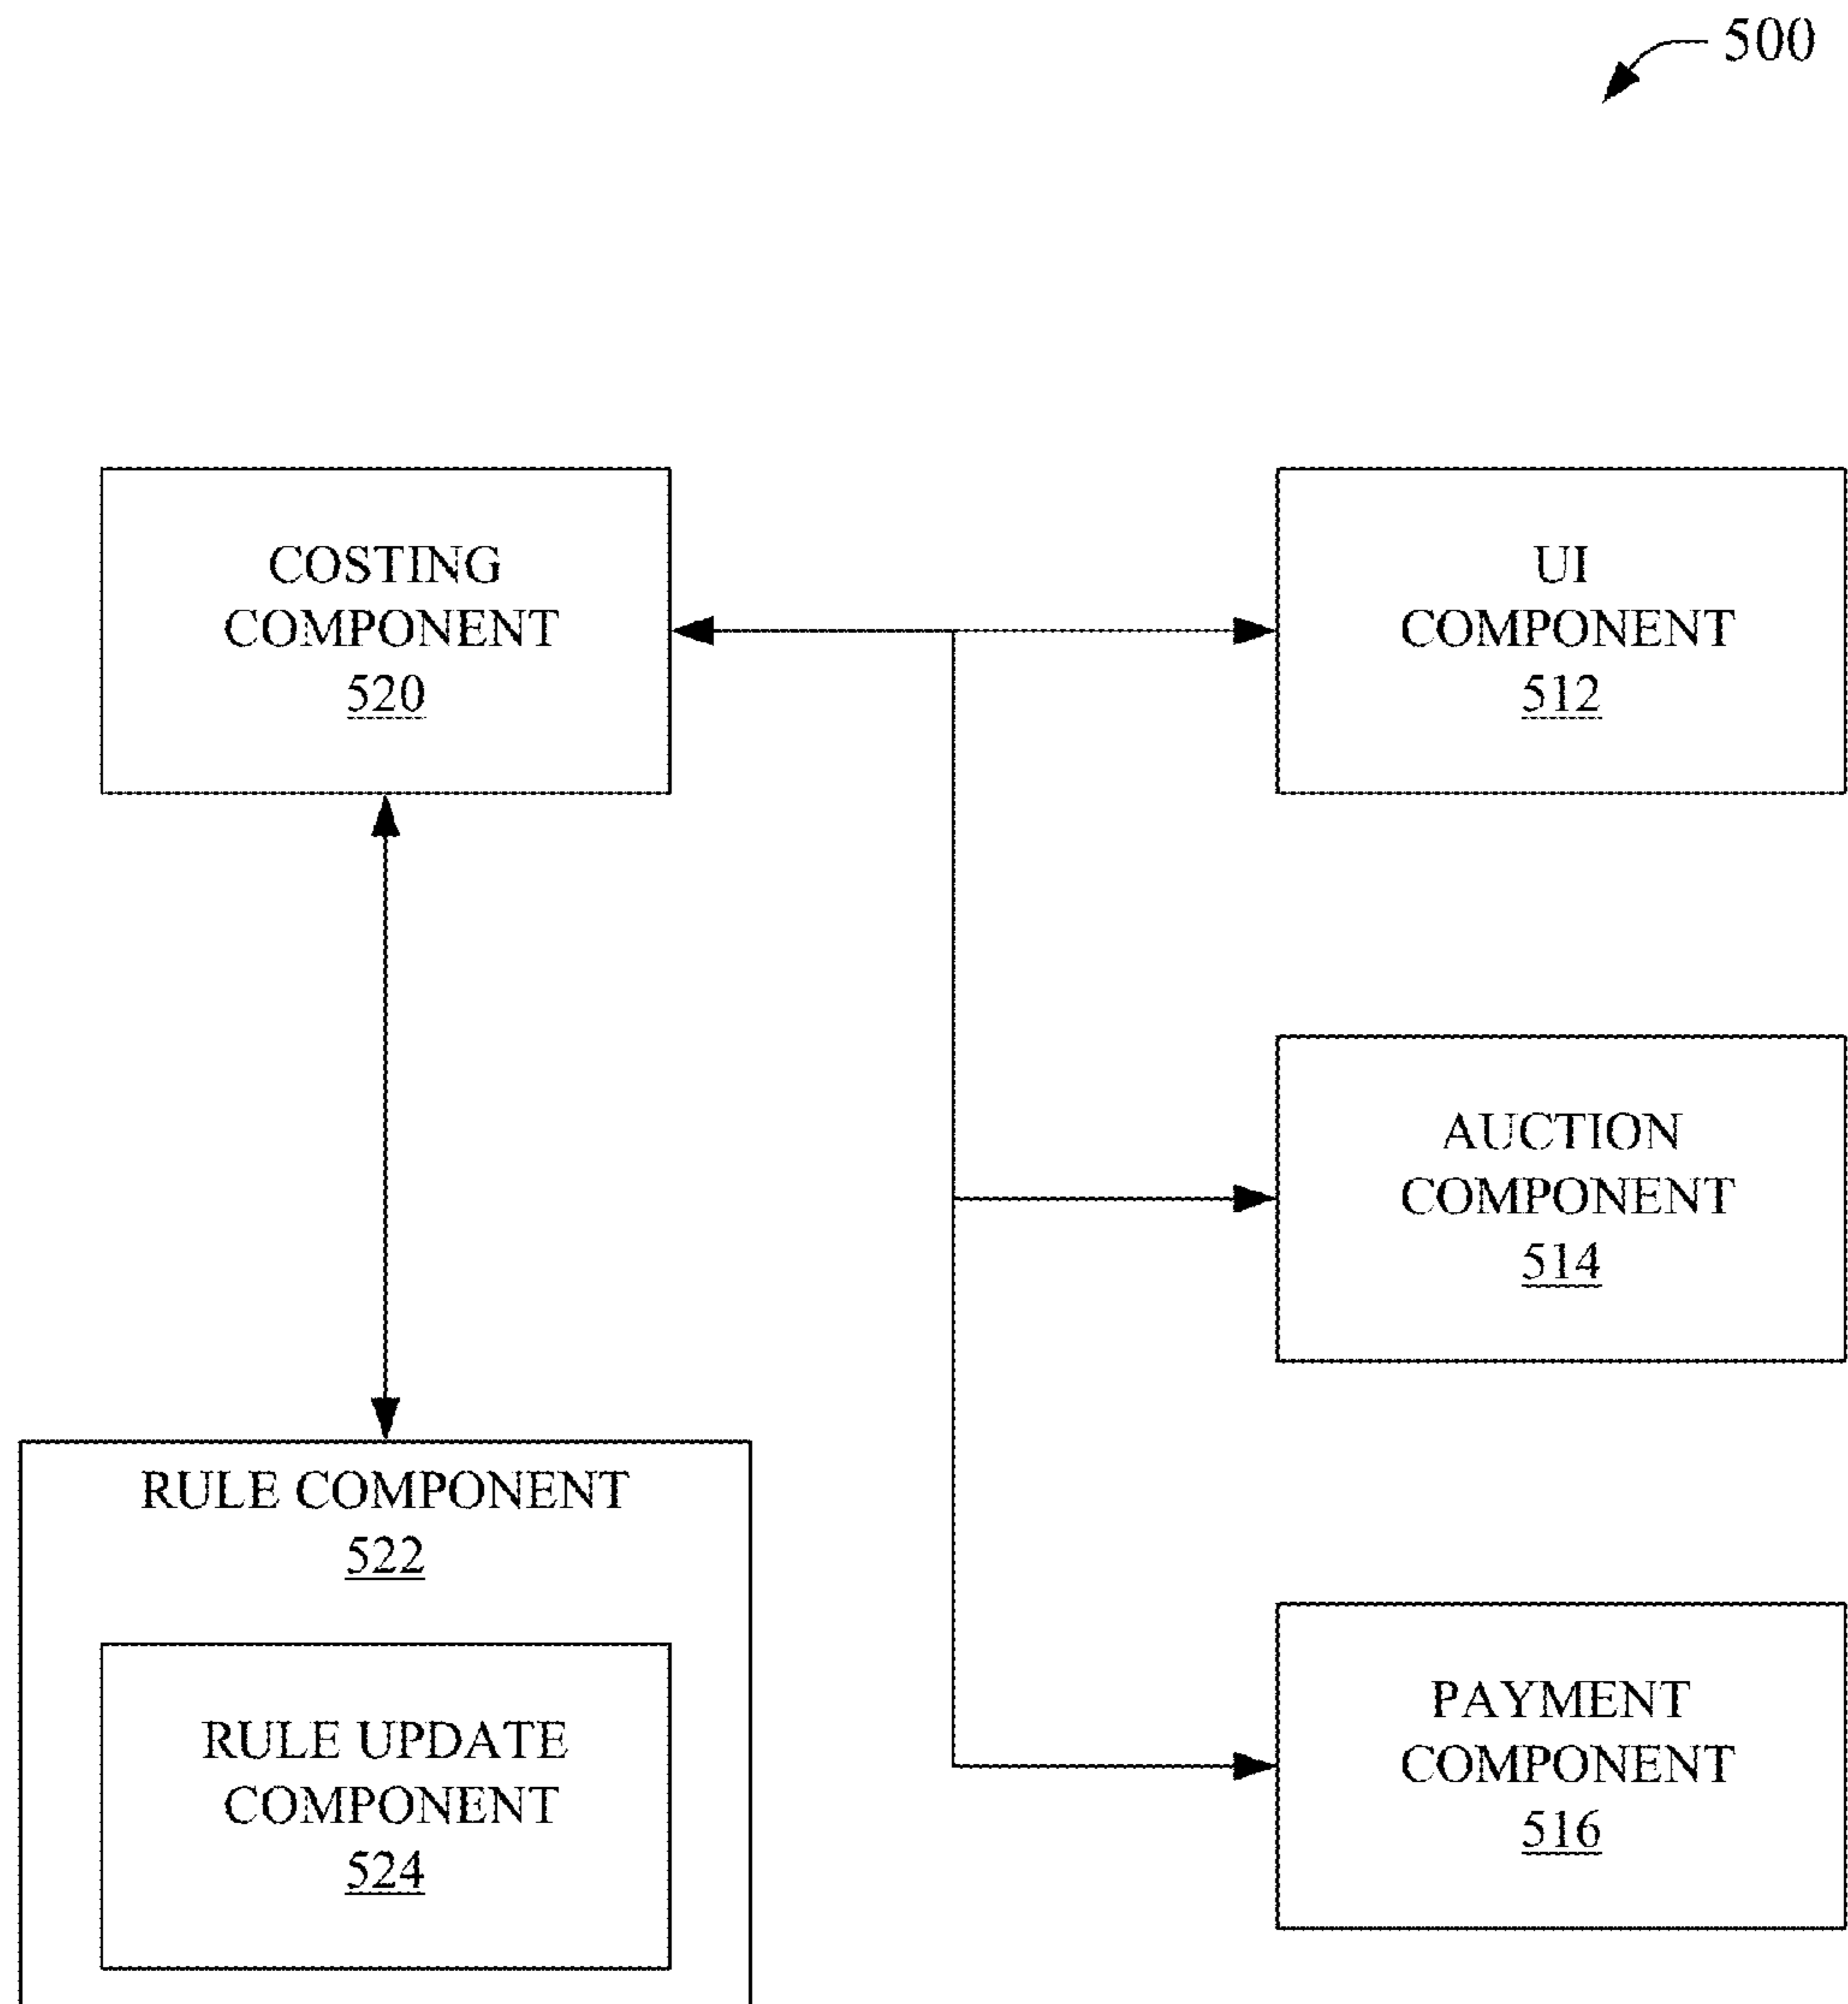 500
COSTING
COMPONENT
520
UI
COMPONENT
512
AUCTION
COMPONENT
514
RULE COMPONENT
522
RULE UPDATE
COMPONENT
524
PAYMENT
COMPONENT
516